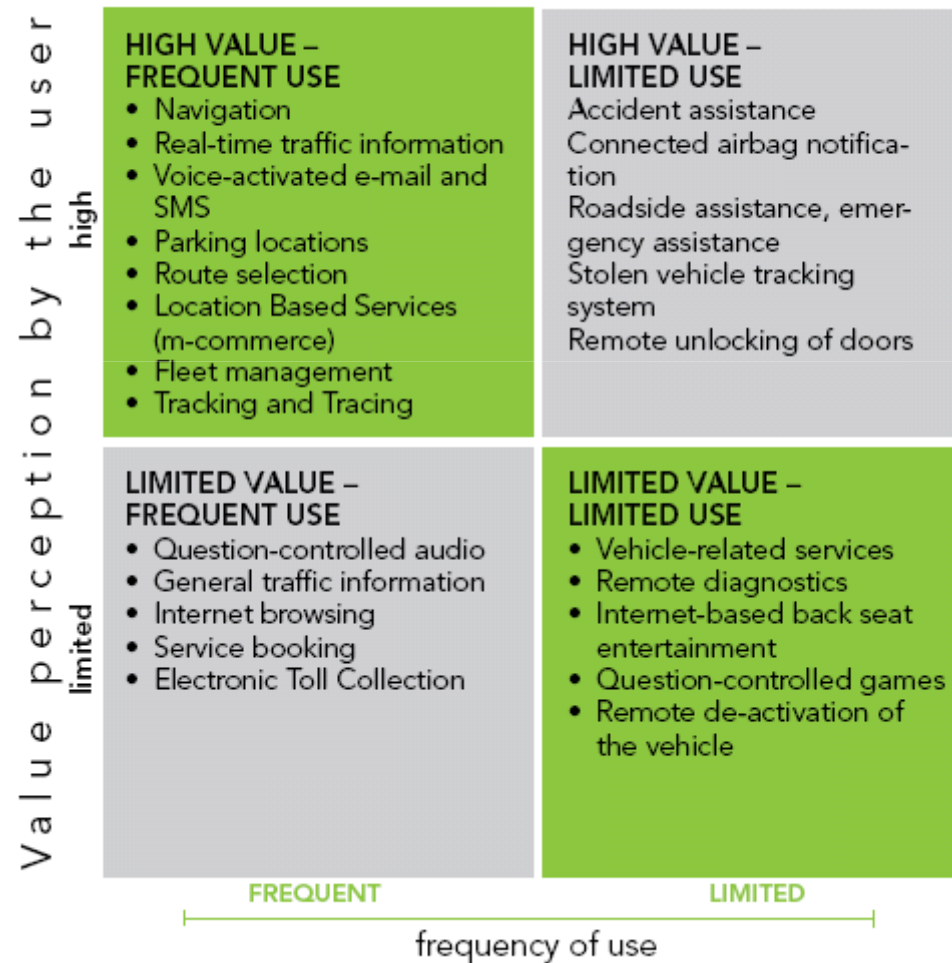 Value perception by the user
high
limited
HIGH VALUE –
FREQUENT USE
• Navigation
• Real-time traffic information
• Voice-activated e-mail and
SMS
• Parking locations
• Route selection
• Location Based Services
(m-commerce)
• Fleet management
• Tracking and Tracing
HIGH VALUE –
LIMITED USE
Accident assistance
Connected airbag notifica-
tion
Roadside assistance, emer-
gency assistance
Stolen vehicle tracking
system
Remote unlocking of doors
LIMITED VALUE –
FREQUENT USE
• Question-controlled audio
• General traffic information
• Internet browsing
• Service booking
• Electronic Toll Collection
LIMITED VALUE –
LIMITED USE
• Vehicle-related services
• Remote diagnostics
• Internet-based back seat
entertainment
• Question-controlled games
• Remote de-activation of
the vehicle
FREQUENT
LIMITED
frequency of use